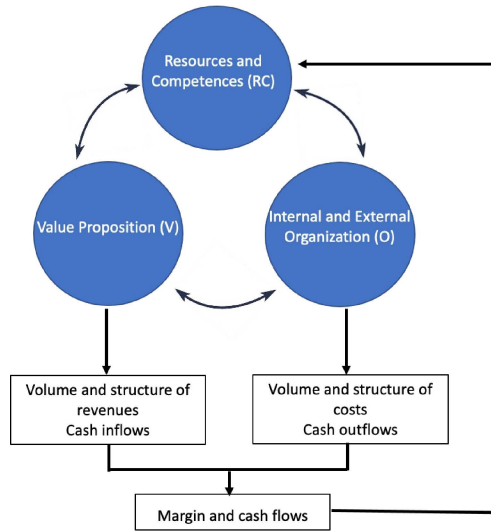 Resources and
Competences (RC)
Value Proposition (V)
Internal and External
Organization (O)
Volume and structure of
revenues
Cash inflows
Volume and structure of
costs
Cash outflows
Margin and cash flows